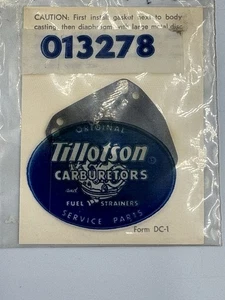 CAUTION: First install gasket next to body
casting, then diaphragm with large metal disc
013278
ORIGINAL
Tillotson
CARBURETORS
and
FUEL STRAINERS
SERVICE PARTS
Form DC-1